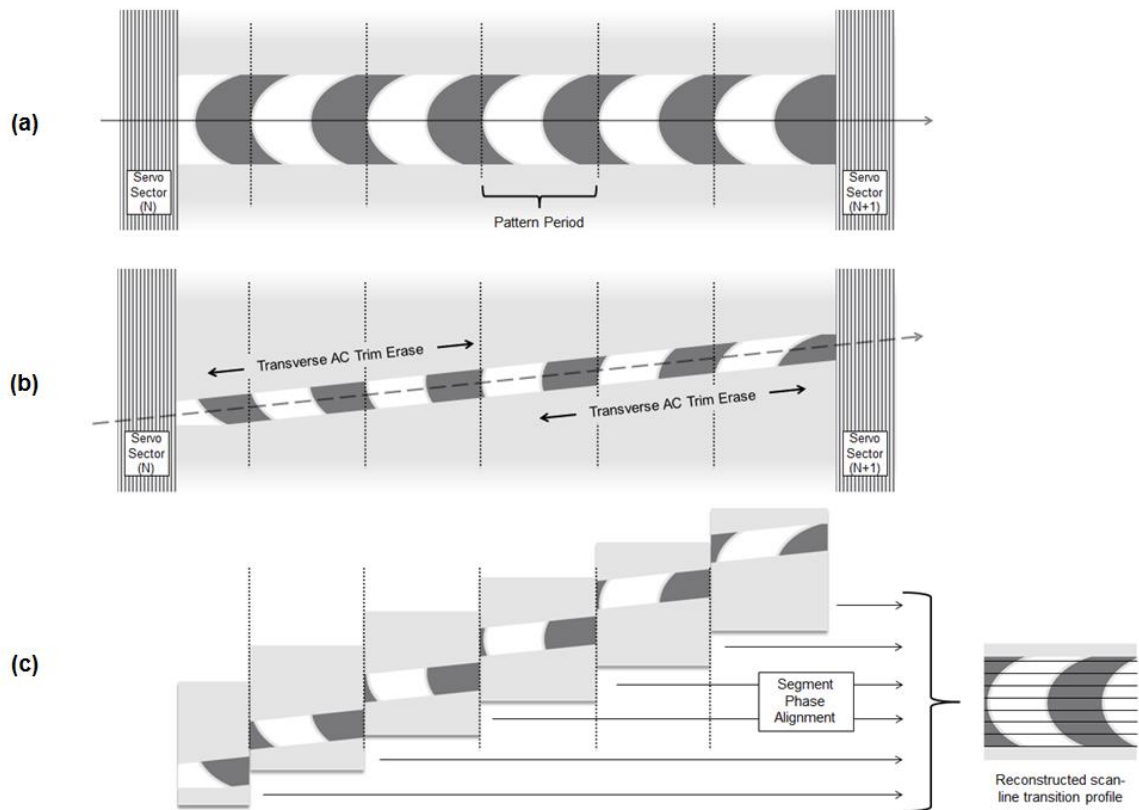 (a)
Servo
Sector
(N)
Servo
Sector
(N+1)
Pattern Period
(b)
Transverse AC Trim Erase
Transverse AC Trim Erase
Servo
Sector
(N)
Servo
Sector
(N+1)
(c)
Segment
Phase
Alignment
Reconstructed scan-
line transition profile